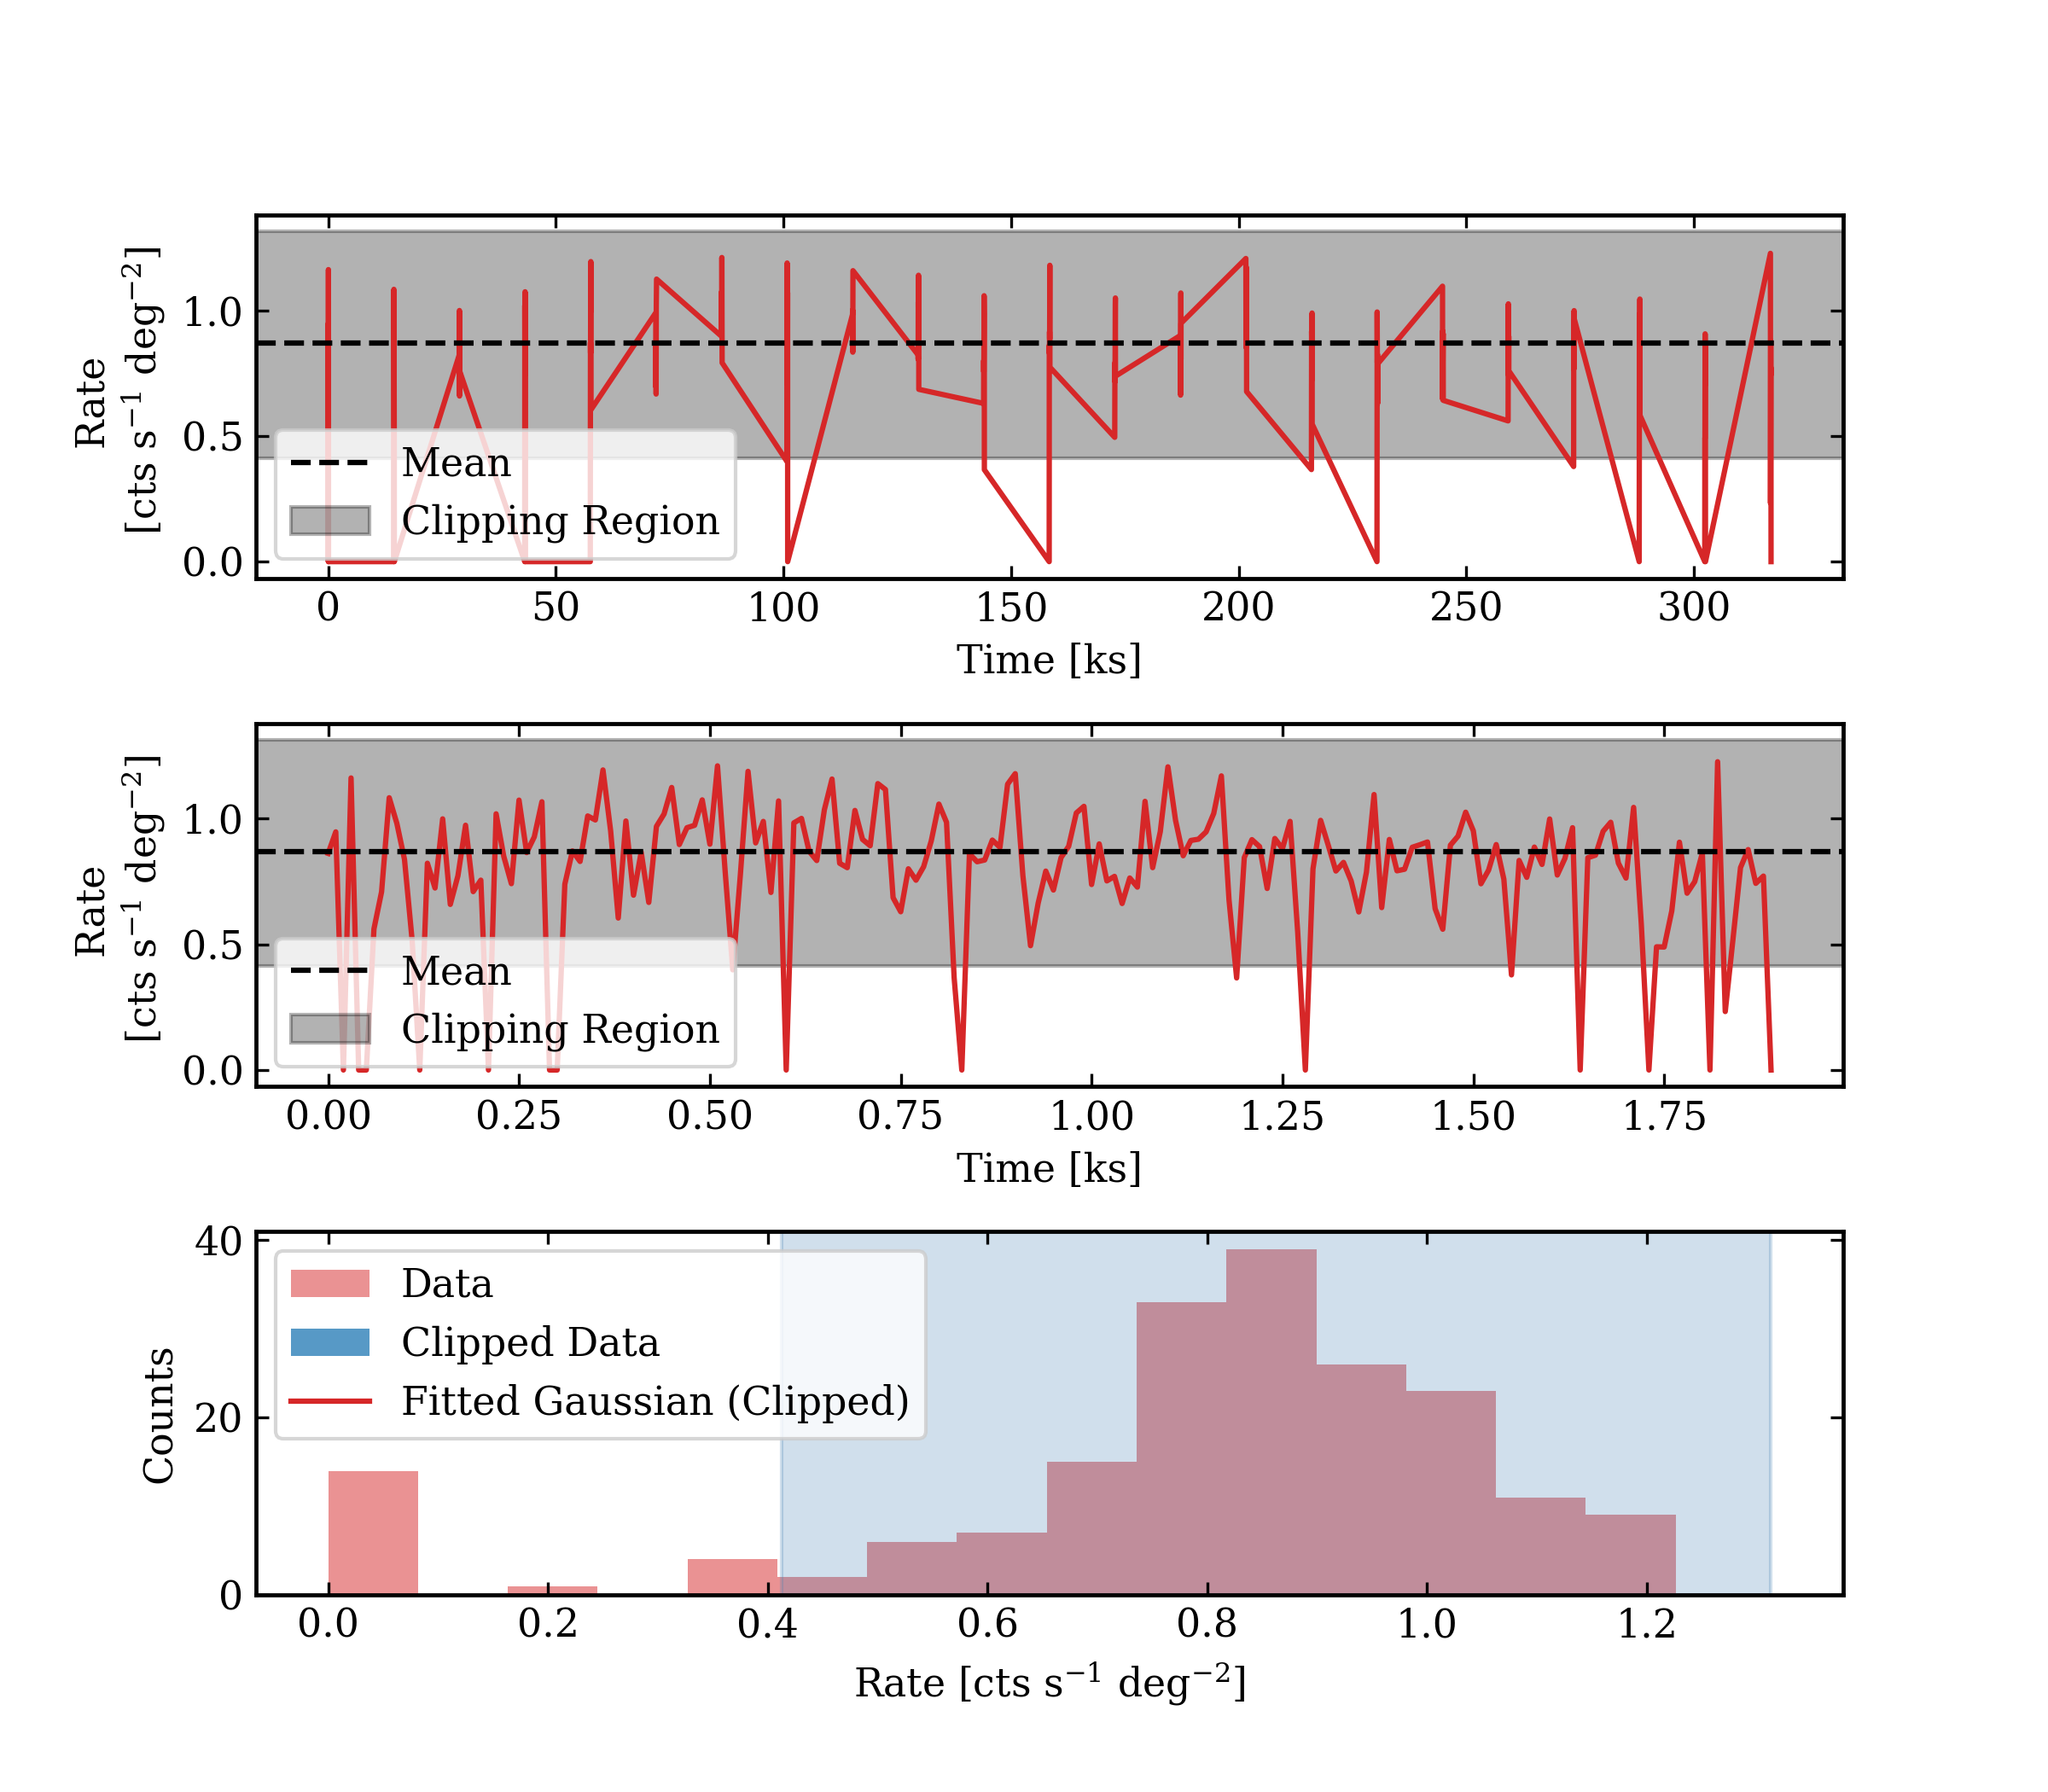 Rate
[cts s⁻¹ deg⁻²]
1.0
0.5
0.0
Mean
Clipping Region
0 50 100 150 200 250 300
Time [ks]
Rate
[cts s⁻¹ deg⁻²]
1.0
0.5
0.0
Mean
Clipping Region
0.00 0.25 0.50 0.75 1.00 1.25 1.50 1.75
Time [ks]
Counts
40
20
0
Data
Clipped Data
Fitted Gaussian (Clipped)
0.0 0.2 0.4 0.6 0.8 1.0 1.2
Rate [cts s⁻¹ deg⁻²]